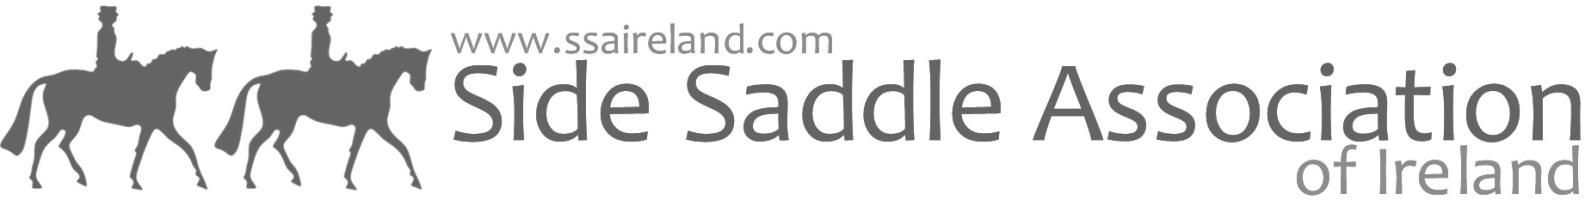 www.ssaireland.com
Side Saddle Association
of Ireland